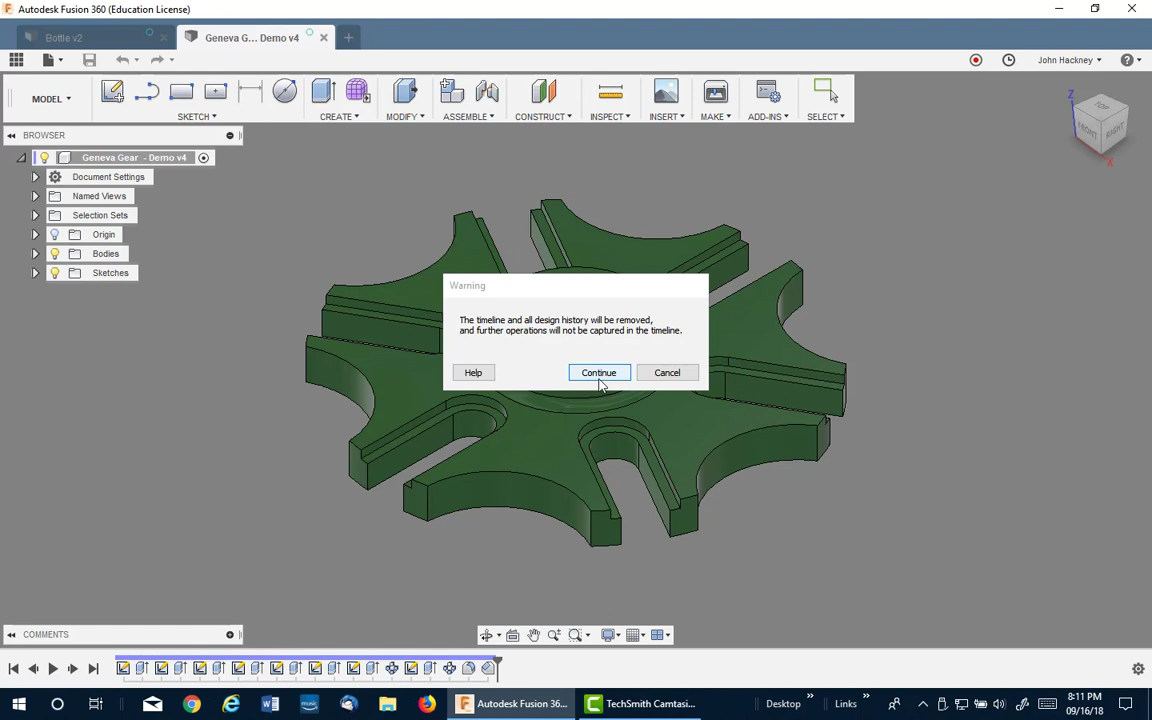 Autodesk Fusion 360 (Education License)
Bottle v2
Geneva G... Demo v4
John Hackney
MODEL
SKETCH
CREATE
MODIFY
ASSEMBLE
CONSTRUCT
INSPECT
INSERT
MAKE
ADD-INS
SELECT
BROWSER
Geneva Gear - Demo v4
Document Settings
Named Views
Selection Sets
Origin
Bodies
Sketches
Z
TOP
FRONT
RIGHT
X
Warning
The timeline and all design history will be removed,
and further operations will not be captured in the timeline.
Help
Continue
Cancel
COMMENTS
Autodesk Fusion 36...
TechSmith Camtasi...
Desktop
Links
8:11 PM
09/16/18